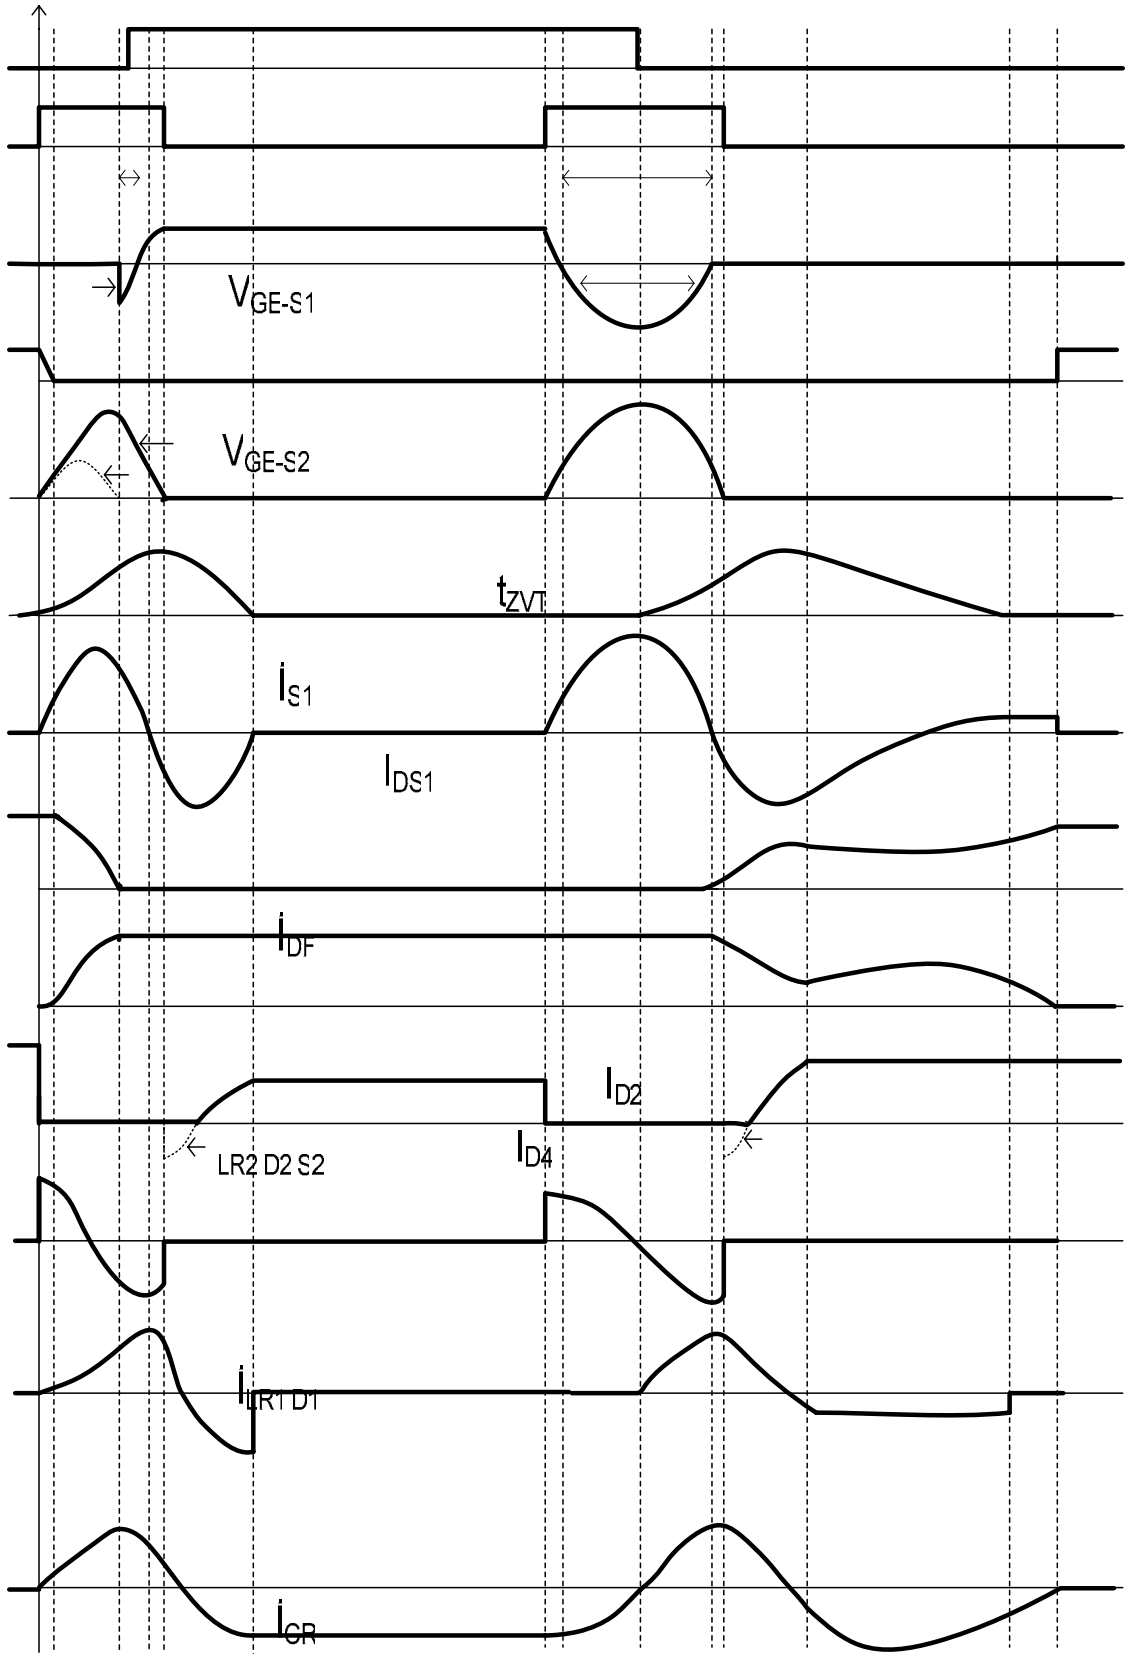 VGE-S1
VGE-S2
tZVT
iS1
IDS1
iDF
ID2
ID4
LR2 D2 S2
iLR1 D1
iCR